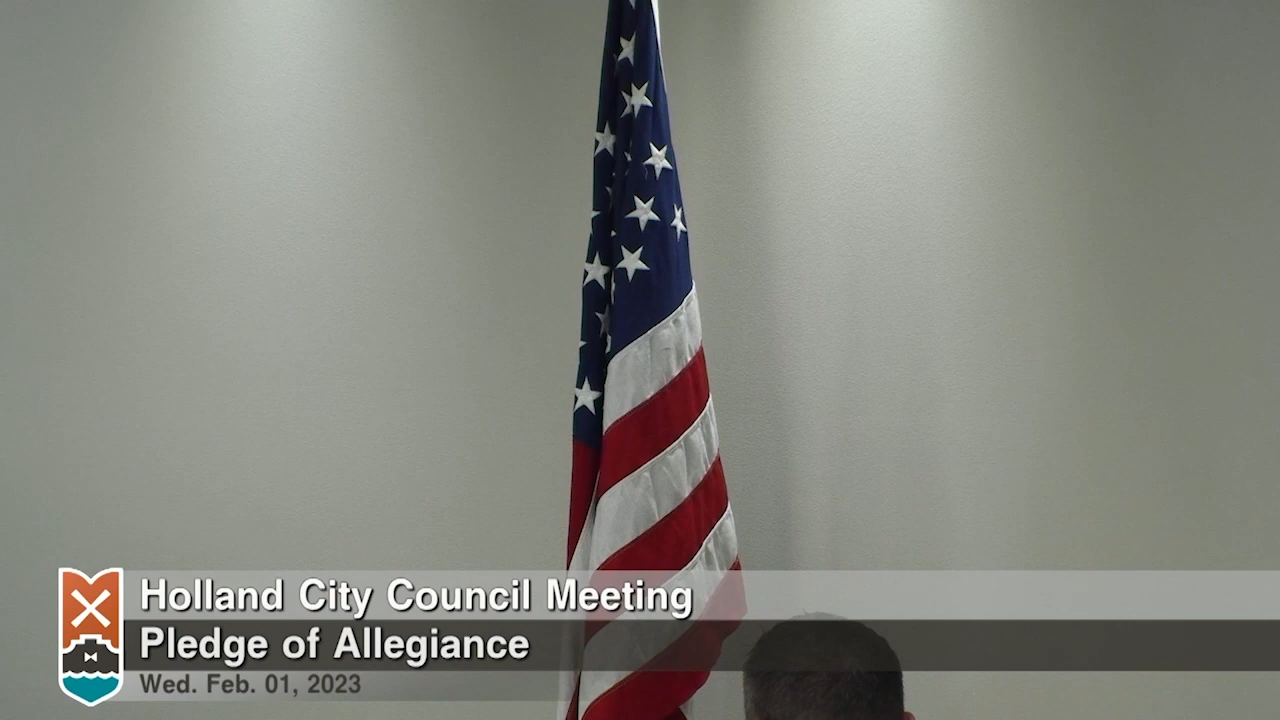 Holland City Council Meeting
Pledge of Allegiance
Wed. Feb. 01, 2023